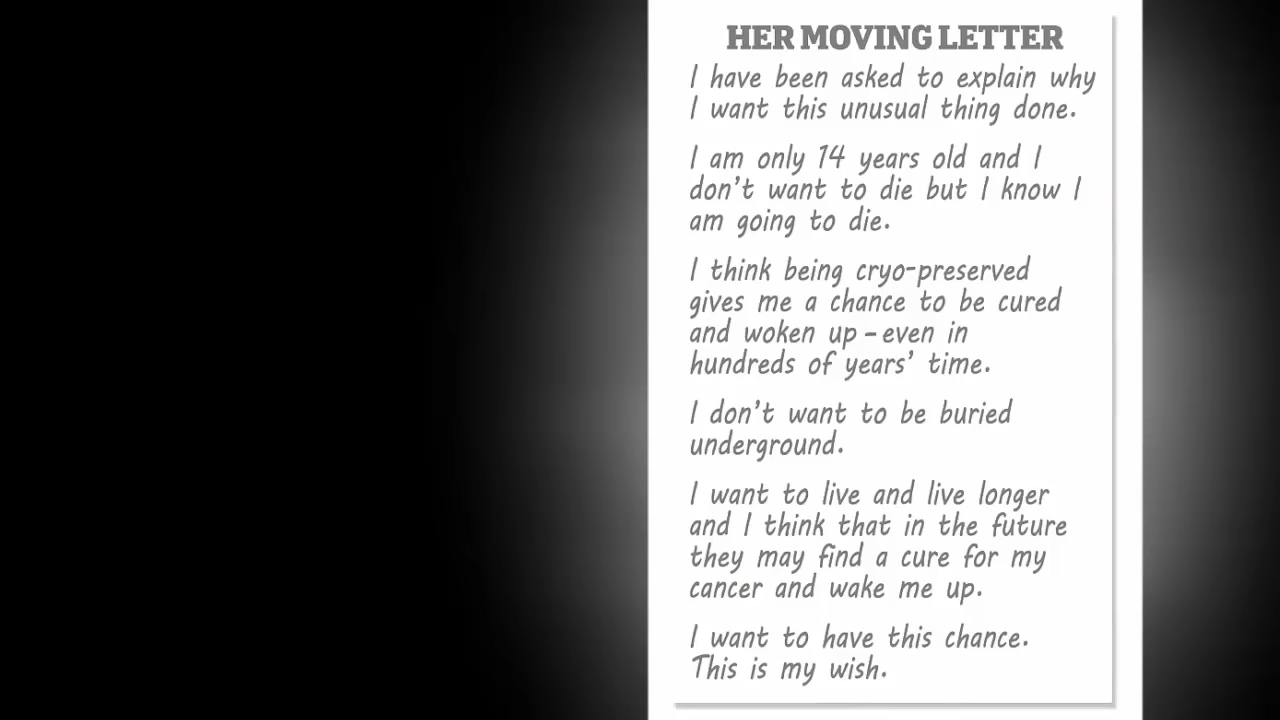 HER MOVING LETTER
I have been asked to explain why
I want this unusual thing done.
I am only 14 years old and I
don't want to die but I know I
am going to die.
I think being cryo-preserved
gives me a chance to be cured
and woken up – even in
hundreds of years' time.
I don't want to be buried
underground.
I want to live and live longer
and I think that in the future
they may find a cure for my
cancer and wake me up.
I want to have this chance.
This is my wish.